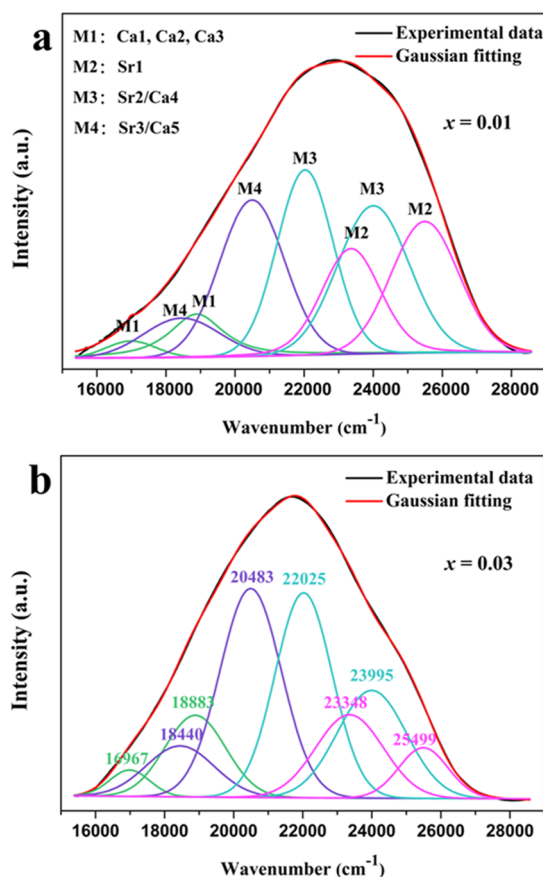 a
M1: Ca1, Ca2, Ca3
M2: Sr1
M3: Sr2/Ca4
M4: Sr3/Ca5
Experimental data
Gaussian fitting
x = 0.01
M3
M4
M3
M2
M2
M1
M4
M1
Intensity (a.u.)
16000 18000 20000 22000 24000 26000 28000
Wavenumber (cm⁻¹)
b
Experimental data
Gaussian fitting
x = 0.03
20483
22025
23995
18883
23348
18440
25499
16967
Intensity (a.u.)
16000 18000 20000 22000 24000 26000 28000
Wavenumber (cm⁻¹)